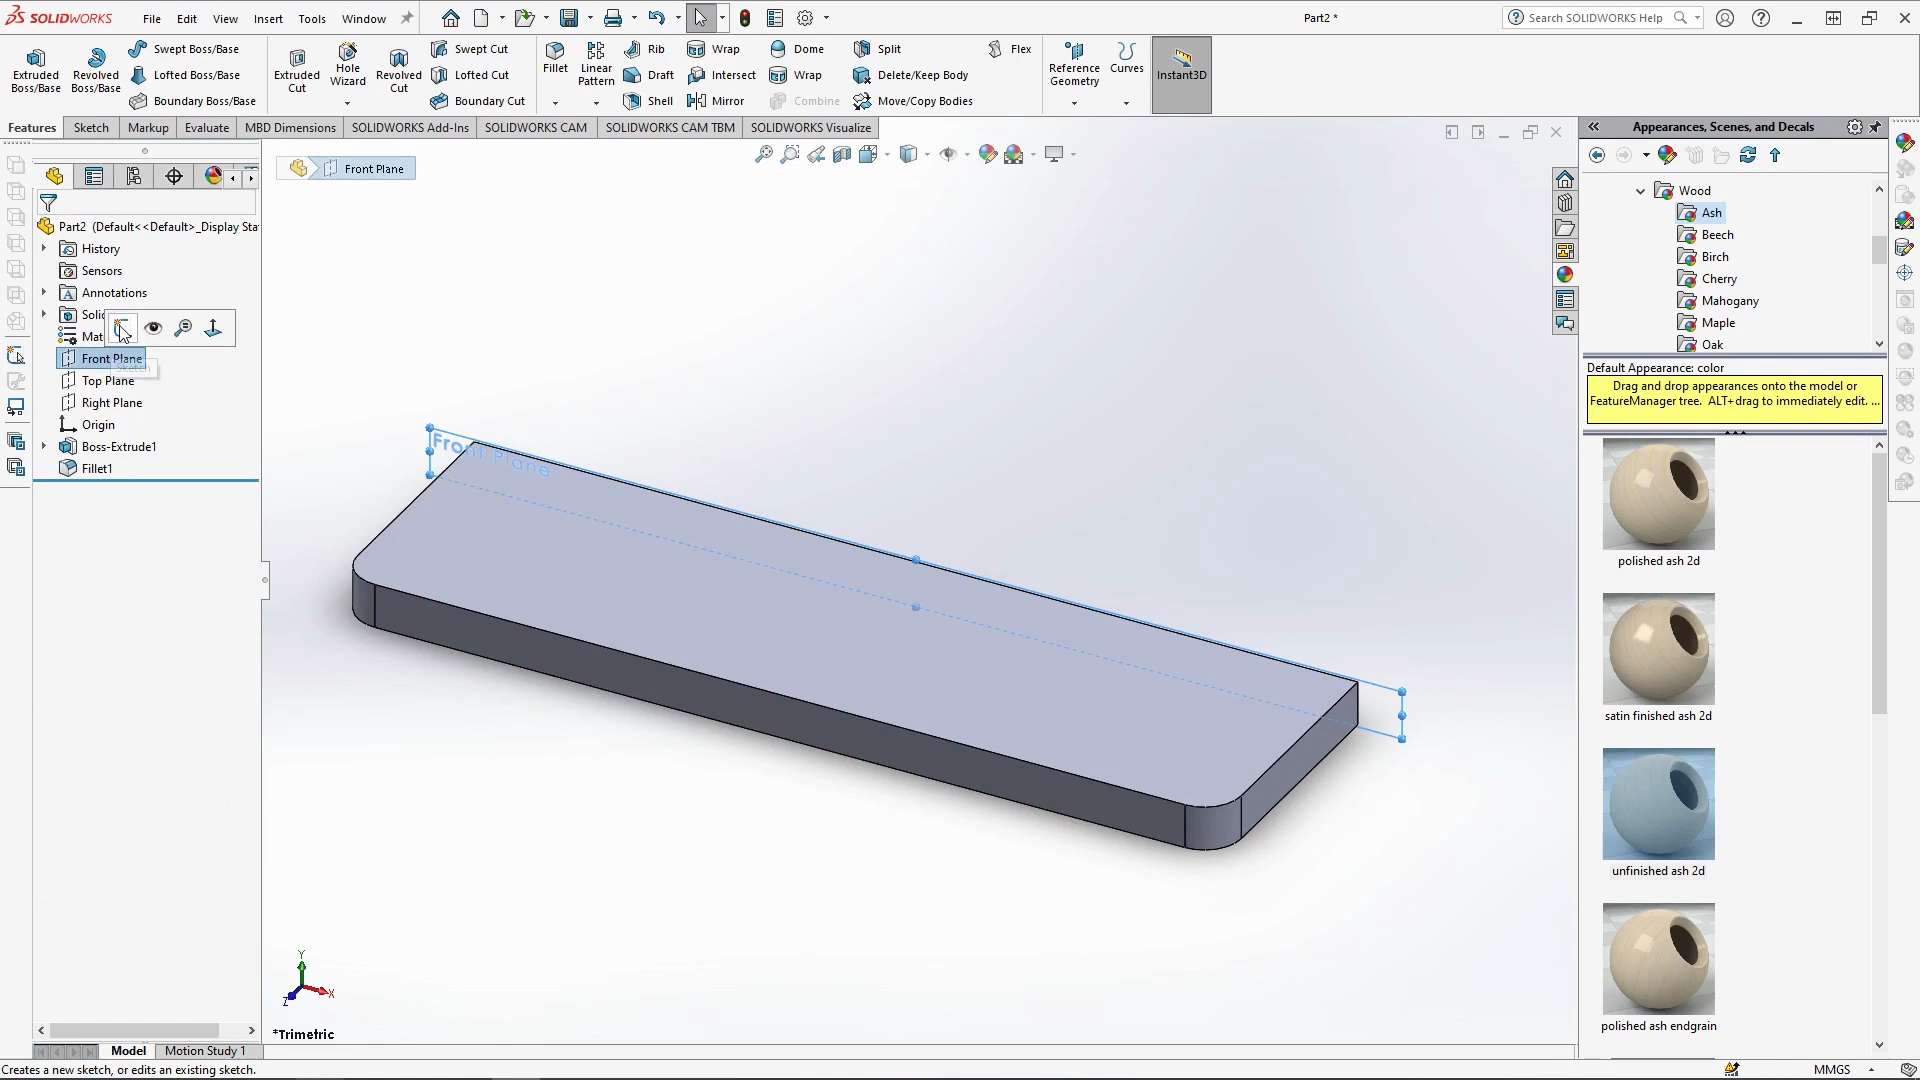 SOLIDWORKS
File Edit View Insert Tools Window
Part2 *
Search SOLIDWORKS Help
Extruded Boss/Base
Revolved Boss/Base
Swept Boss/Base
Lofted Boss/Base
Boundary Boss/Base
Extruded Cut
Hole Wizard
Revolved Cut
Swept Cut
Lofted Cut
Boundary Cut
Fillet
Linear Pattern
Rib
Draft
Shell
Wrap
Intersect
Mirror
Dome
Wrap
Combine
Split
Delete/Keep Body
Move/Copy Bodies
Flex
Reference Geometry
Curves
Instant3D
Features Sketch Markup Evaluate MBD Dimensions SOLIDWORKS Add-Ins SOLIDWORKS CAM SOLIDWORKS CAM TBM SOLIDWORKS Visualize
Front Plane
Part2 (Default<<Default>_Display Sta
History
Sensors
Annotations
Solid
Mat
Front Plane
Sketch
Top Plane
Right Plane
Origin
Boss-Extrude1
Fillet1
Front Plane
Y
X
Z
*Trimetric
Appearances, Scenes, and Decals
Wood
Ash
Beech
Birch
Cherry
Mahogany
Maple
Oak
Default Appearance: color
Drag and drop appearances onto the model or
FeatureManager tree. ALT+drag to immediately edit. ...
polished ash 2d
satin finished ash 2d
unfinished ash 2d
polished ash endgrain
Model Motion Study 1
Creates a new sketch, or edits an existing sketch.
MMGS